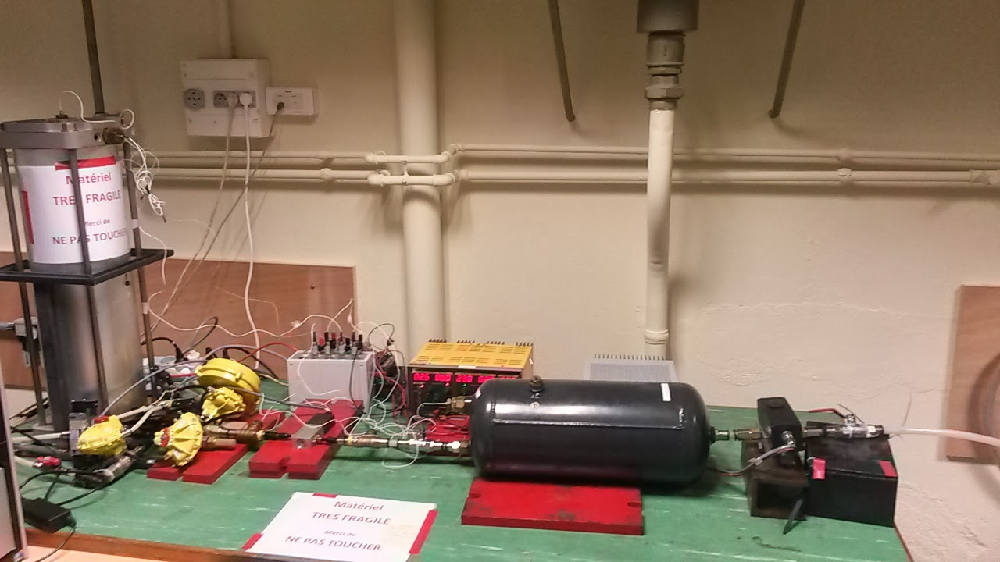 Matériel
TRES FRAGILE
Merci de
NE PAS TOUCHER
Matériel
TRES FRAGILE
Merci de
NE PAS TOUCHER.